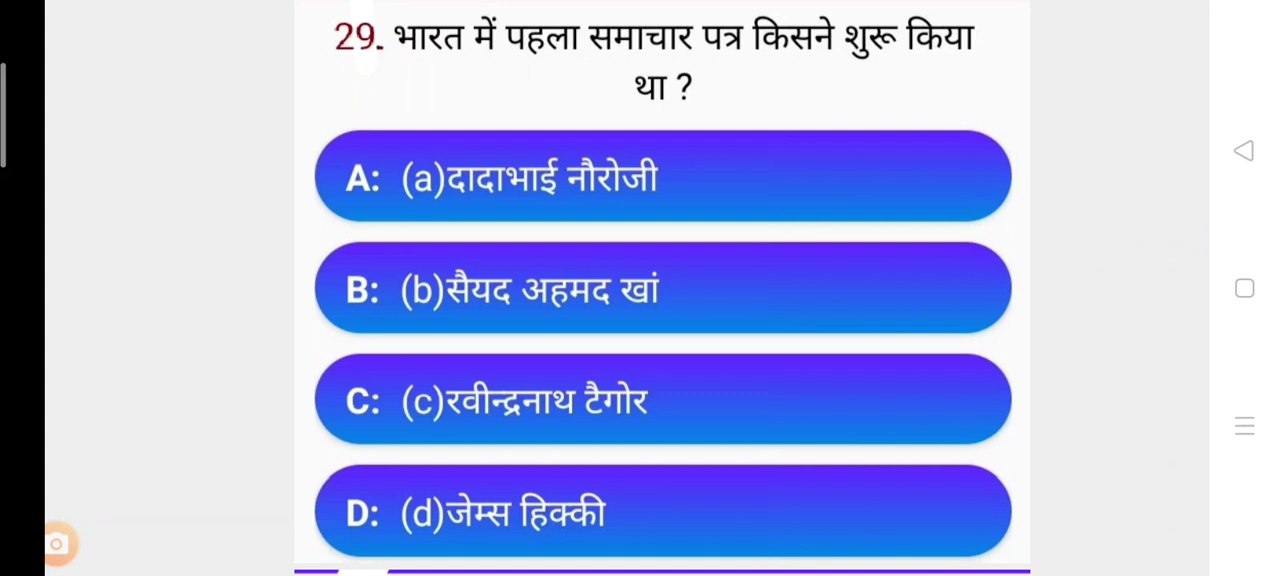 29. भारत में पहला समाचार पत्र किसने शुरू किया
था ?
A: (a)दादाभाई नौरोजी
B: (b)सैयद अहमद खां
C: (c)रवीन्द्रनाथ टैगोर
D: (d)जेम्स हिक्की